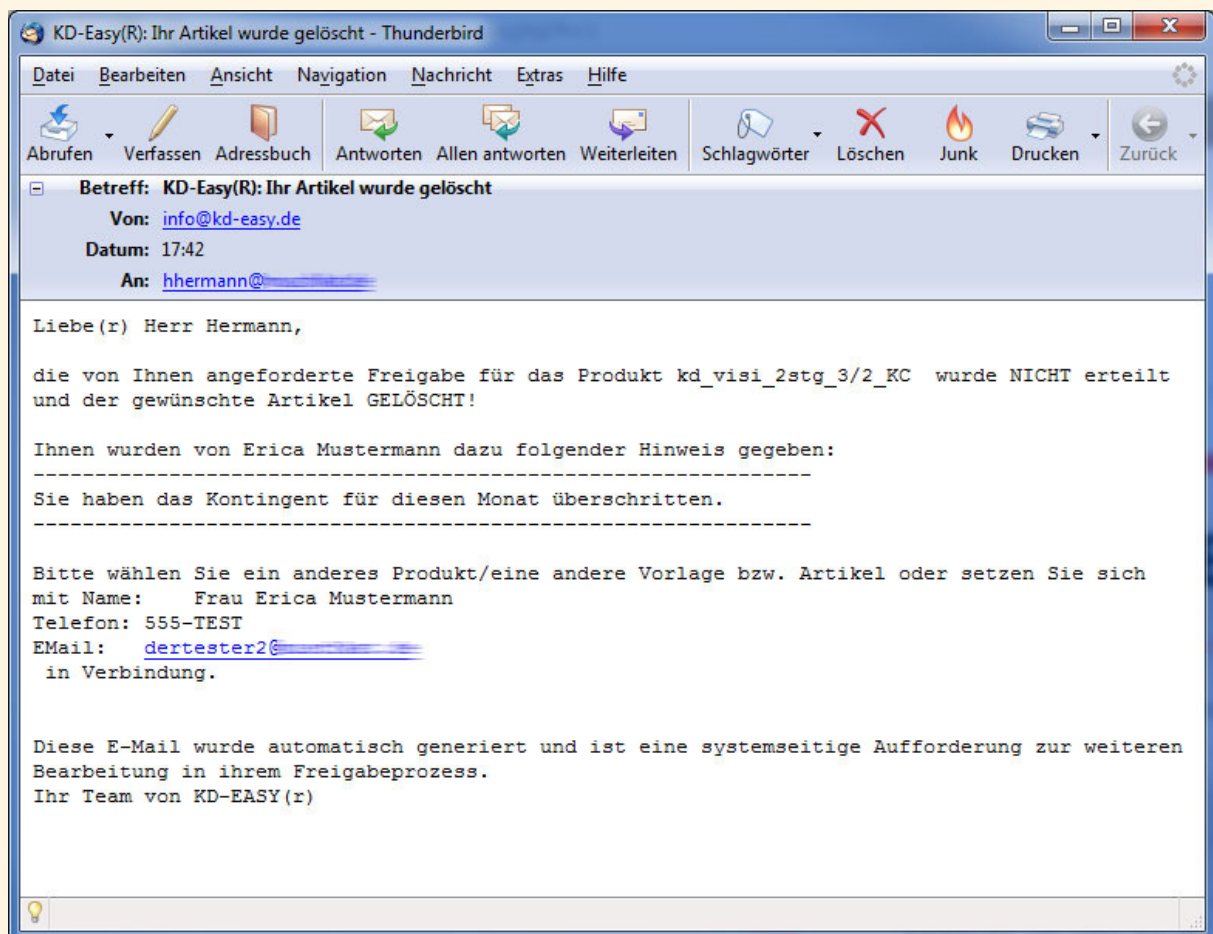 KD-Easy(R): Ihr Artikel wurde gelöscht - Thunderbird
Datei Bearbeiten Ansicht Navigation Nachricht Extras Hilfe
Abrufen Verfassen Adressbuch Antworten Allen antworten Weiterleiten Schlagwörter Löschen Junk Drucken Zurück
Betreff: KD-Easy(R): Ihr Artikel wurde gelöscht
Von: info@kd-easy.de
Datum: 17:42
An: hhermann@
Liebe(r) Herr Hermann,
die von Ihnen angeforderte Freigabe für das Produkt kd_visi_2stg_3/2_KC  wurde NICHT erteilt
und der gewünschte Artikel GELÖSCHT!
Ihnen wurden von Erica Mustermann dazu folgender Hinweis gegeben:
---------------------------------------------------------------
Sie haben das Kontingent für diesen Monat überschritten.
---------------------------------------------------------------
Bitte wählen Sie ein anderes Produkt/eine andere Vorlage bzw. Artikel oder setzen Sie sich
mit Name:    Frau Erica Mustermann
Telefon: 555-TEST
EMail:   dertester2@
in Verbindung.
Diese E-Mail wurde automatisch generiert und ist eine systemseitige Aufforderung zur weiteren
Bearbeitung in ihrem Freigabeprozess.
Ihr Team von KD-EASY(r)